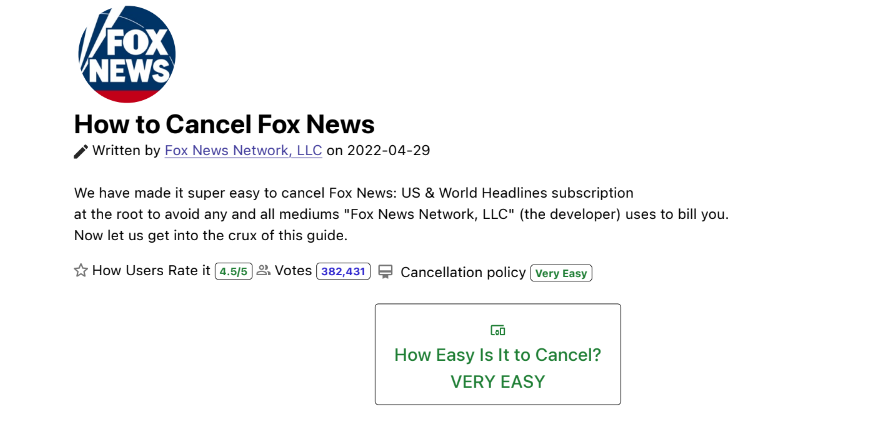 FOX
NEWS
How to Cancel Fox News
Written by Fox News Network, LLC on 2022-04-29
We have made it super easy to cancel Fox News: US & World Headlines subscription
at the root to avoid any and all mediums "Fox News Network, LLC" (the developer) uses to bill you.
Now let us get into the crux of this guide.
How Users Rate it 4.5/5 Votes 382,431 Cancellation policy Very Easy
How Easy Is It to Cancel?
VERY EASY